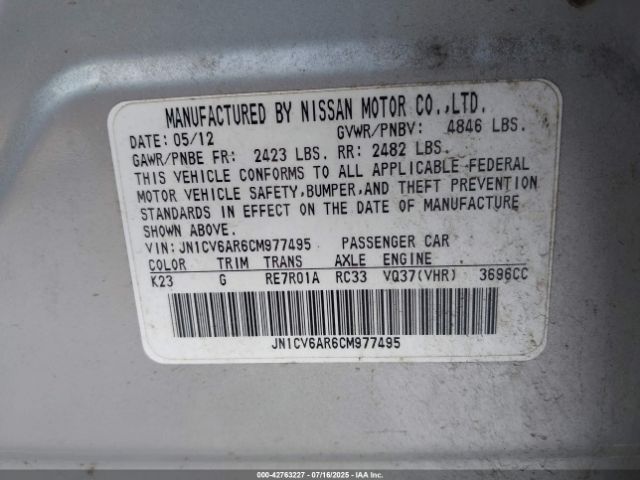 MANUFACTURED BY NISSAN MOTOR CO.,LTD.
DATE: 05/12 GVWR/PNBV: 4846 LBS.
GAWR/PNBE FR: 2423 LBS. RR: 2482 LBS.
THIS VEHICLE CONFORMS TO ALL APPLICABLE FEDERAL
MOTOR VEHICLE SAFETY,BUMPER,AND THEFT PREVENTION
STANDARDS IN EFFECT ON THE DATE OF MANUFACTURE
SHOWN ABOVE.
VIN: JN1CV6AR6CM977495 PASSENGER CAR
COLOR TRIM TRANS AXLE ENGINE
K23 G RE7R01A RC33 VQ37(VHR) 3696CC
JN1CV6AR6CM977495
000-42763227 - 07/16/2025 - © IAA, Inc.